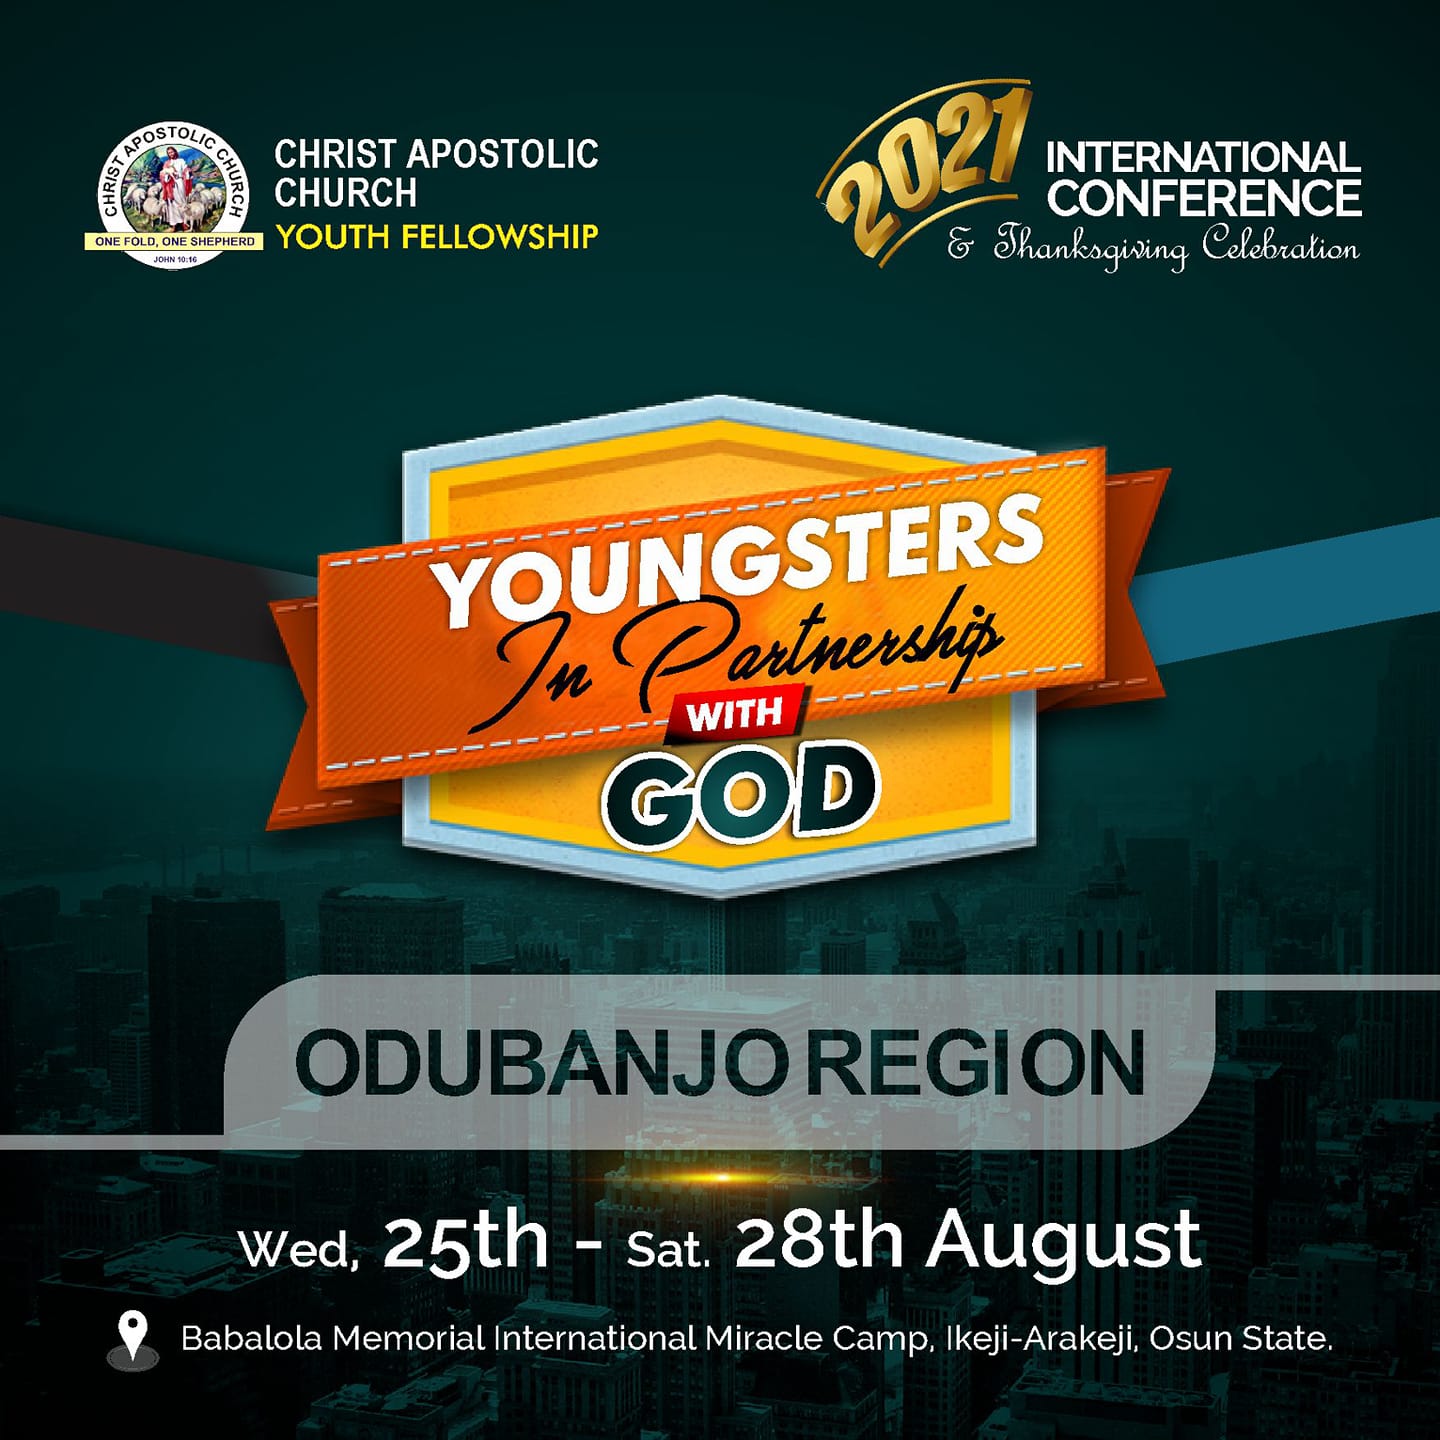 CHRIST APOSTOLIC CHURCH
ONE FOLD, ONE SHEPHERD
JOHN 10:16
CHRIST APOSTOLIC
CHURCH
YOUTH FELLOWSHIP
2021
INTERNATIONAL
CONFERENCE
& Thanksgiving Celebration
YOUNGSTERS
In Partnership
WITH
GOD
ODUBANJO REGION
Wed, 25th - Sat. 28th August
Babalola Memorial International Miracle Camp, Ikeji-Arakeji, Osun State.